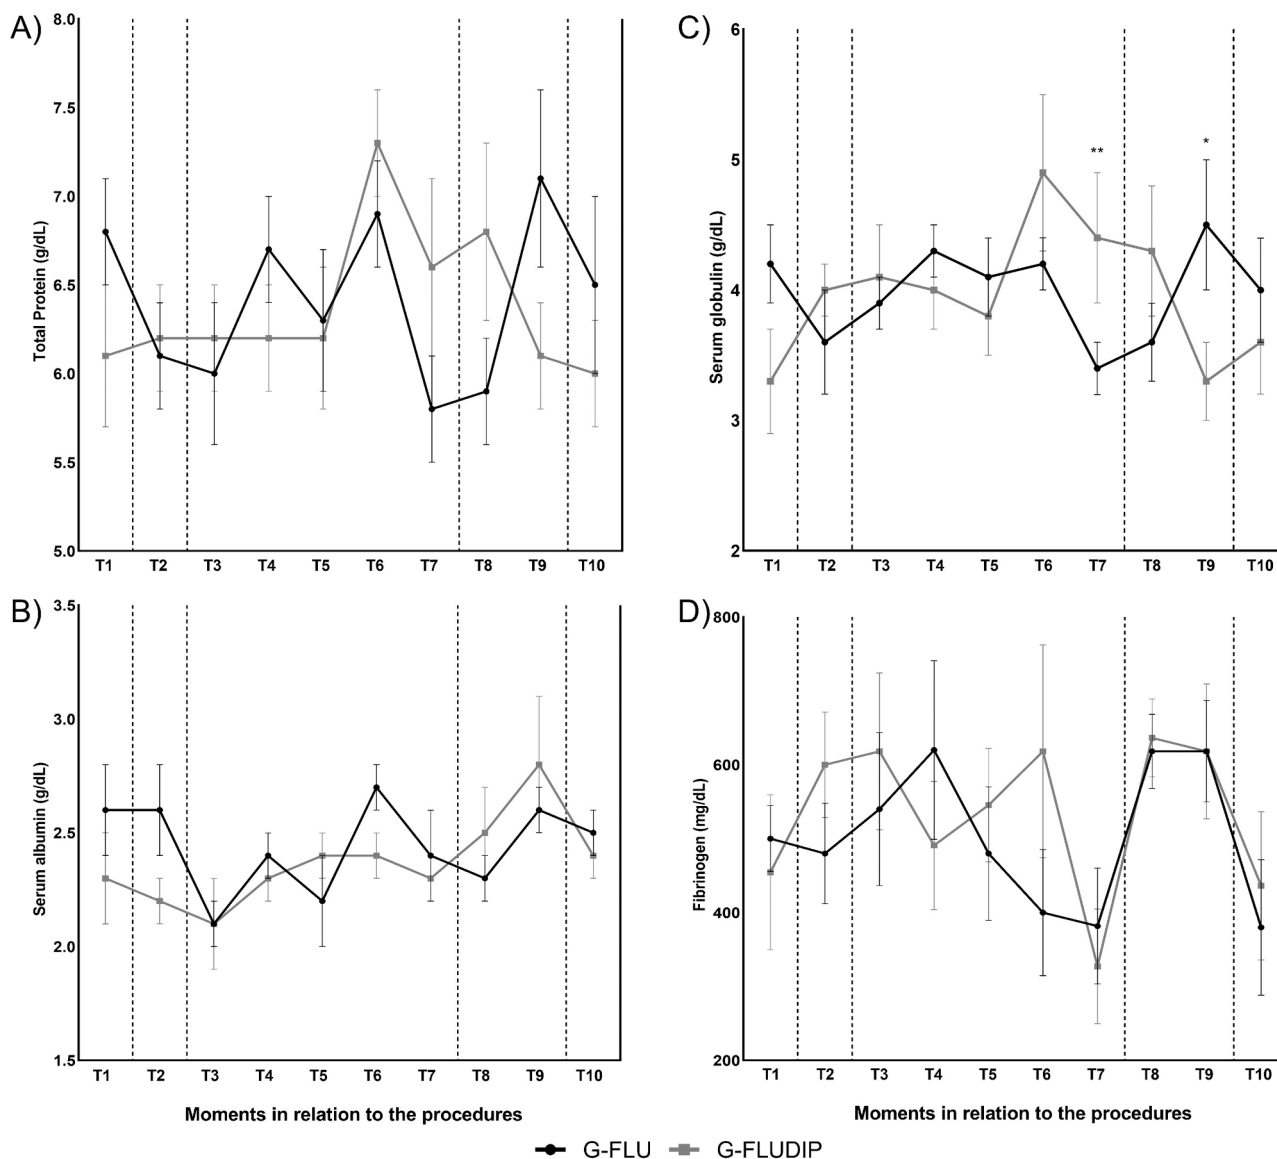 A)
Total Protein (g/dL)
8.0
7.5
7.0
6.5
6.0
5.5
5.0
T1 T2 T3 T4 T5 T6 T7 T8 T9 T10
C)
Serum globulin (g/dL)
6
5
4
3
2
**
*
T1 T2 T3 T4 T5 T6 T7 T8 T9 T10
B)
Serum albumin (g/dL)
3.5
3.0
2.5
2.0
1.5
T1 T2 T3 T4 T5 T6 T7 T8 T9 T10
Moments in relation to the procedures
D)
Fibrinogen (mg/dL)
800
600
400
200
T1 T2 T3 T4 T5 T6 T7 T8 T9 T10
Moments in relation to the procedures
G-FLU G-FLUDIP